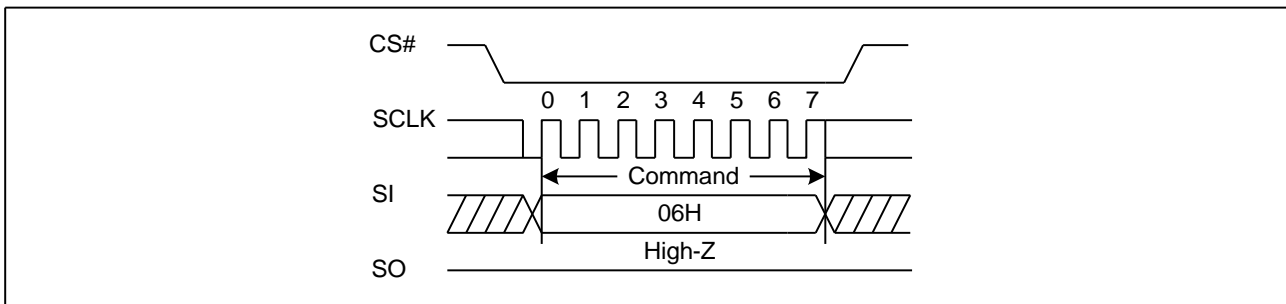 CS#
0 1 2 3 4 5 6 7
SCLK
Command
SI
06H
High-Z
SO